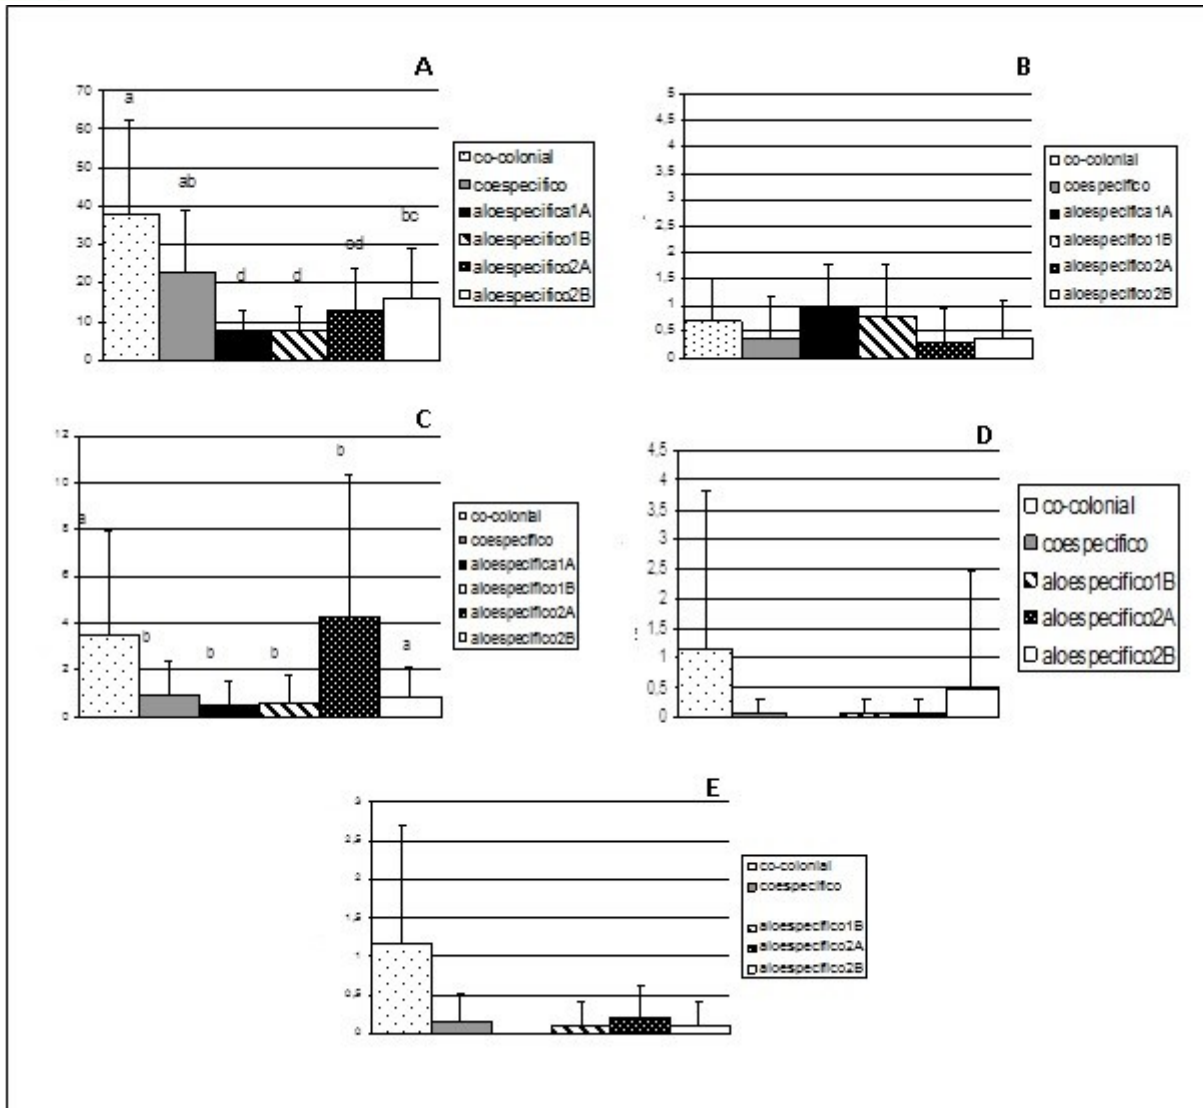 A
70
60
50
40
30
20
10
0
a
ab
d
d
cd
bc
co-colonial
coespecifico
aloespecifica1A
aloespecifico1B
aloespecifico2A
aloespecifico2B
B
5
4,5
4
3,5
3
2,5
2
1,5
1
0,5
0
co-colonial
coespecifico
aloespecifica1A
aloespecifico1B
aloespecifico2A
aloespecifico2B
C
12
10
8
6
4
2
0
a
b
b
b
b
a
co-colonial
coespecifico
aloespecifica1A
aloespecifico1B
aloespecifico2A
aloespecifico2B
D
4,5
4
3,5
3
2,5
2
1,5
1
0,5
0
co-colonial
coespecifico
aloespecifico1B
aloespecifico2A
aloespecifico2B
E
3
2,5
2
1,5
1
0,5
0
co-colonial
coespecifico
aloespecifico1B
aloespecifico2A
aloespecifico2B